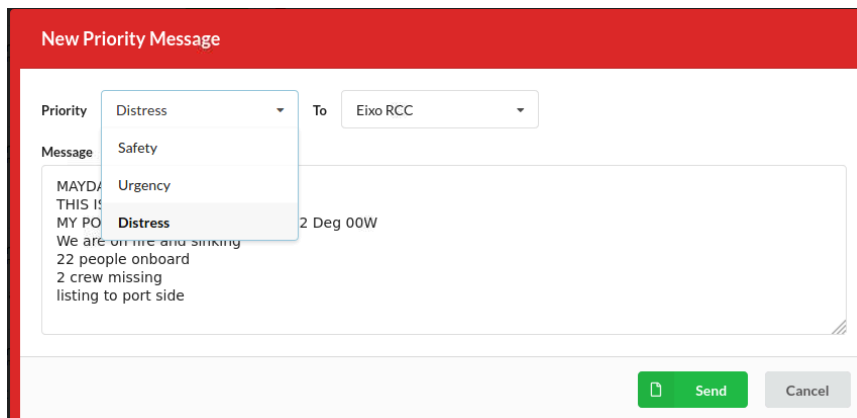 New Priority Message
Priority Distress To Eixo RCC
Safety
Urgency
Distress
Message
MAYDA
THIS IS
MY PO 2 Deg 00W
We are on fire and sinking
22 people onboard
2 crew missing
listing to port side
Send Cancel